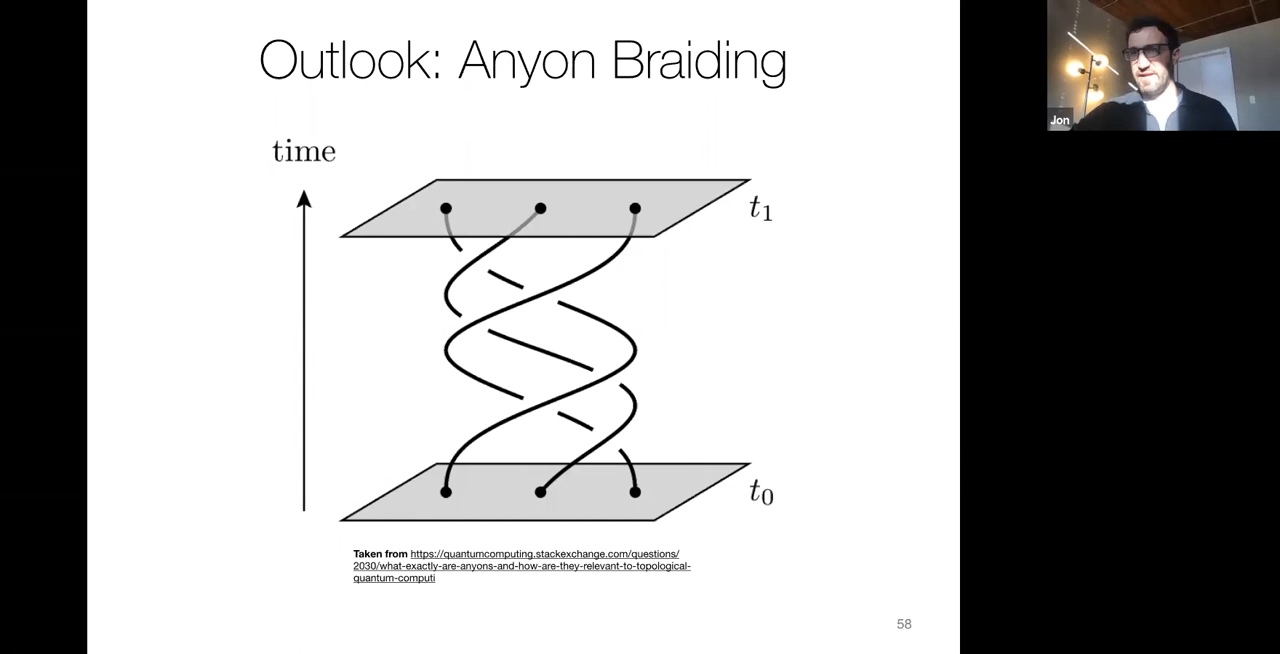 Outlook: Anyon Braiding
Jon
time
t1
t0
Taken from https://quantumcomputing.stackexchange.com/questions/
2030/what-exactly-are-anyons-and-how-are-they-relevant-to-topological-
quantum-computi
58